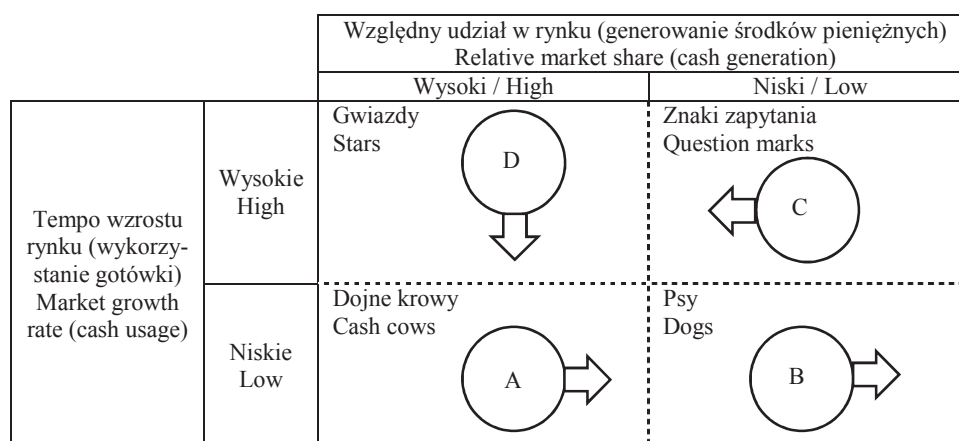 Względny udział w rynku (generowanie środków pieniężnych)
Relative market share (cash generation)
Wysoki / High
Niski / Low
Tempo wzrostu
rynku (wykorzy-
stanie gotówki)
Market growth
rate (cash usage)
Wysokie
High
Gwiazdy
Stars
D
Znaki zapytania
Question marks
C
Niskie
Low
Dojne krowy
Cash cows
A
Psy
Dogs
B